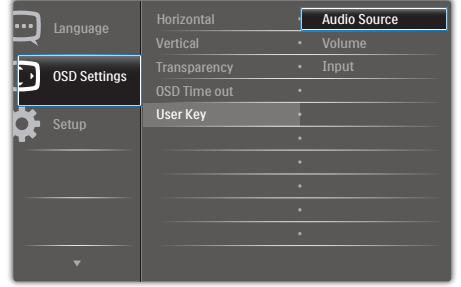 Language
OSD Settings
Setup
Horizontal
Vertical
Transparency
OSD Time out
User Key
Audio Source
Volume
Input